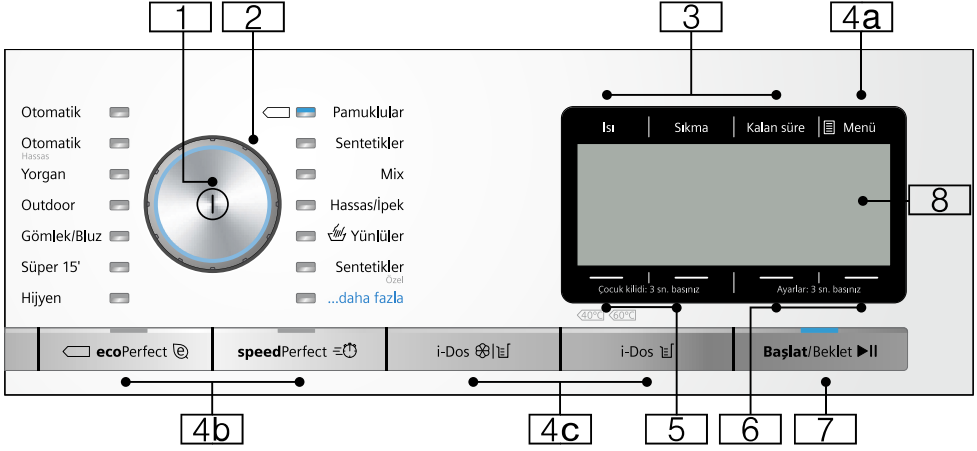 1 2 3 4a
Otomatik
Otomatik
Hassas
Yorgan
Outdoor
Gömlek/Bluz
Süper 15'
Hijyen
Pamuklular
Sentetikler
Mix
Hassas/İpek
Yünlüler
Sentetikler
Özel
...daha fazla
Isı Sıkma Kalan süre Menü
8
Çocuk kilidi: 3 sn. basınız Ayarlar: 3 sn. basınız
40°C 60°C
ecoPerfect e speedPerfect i-Dos i-Dos Başlat/Beklet
4b 4c 5 6 7